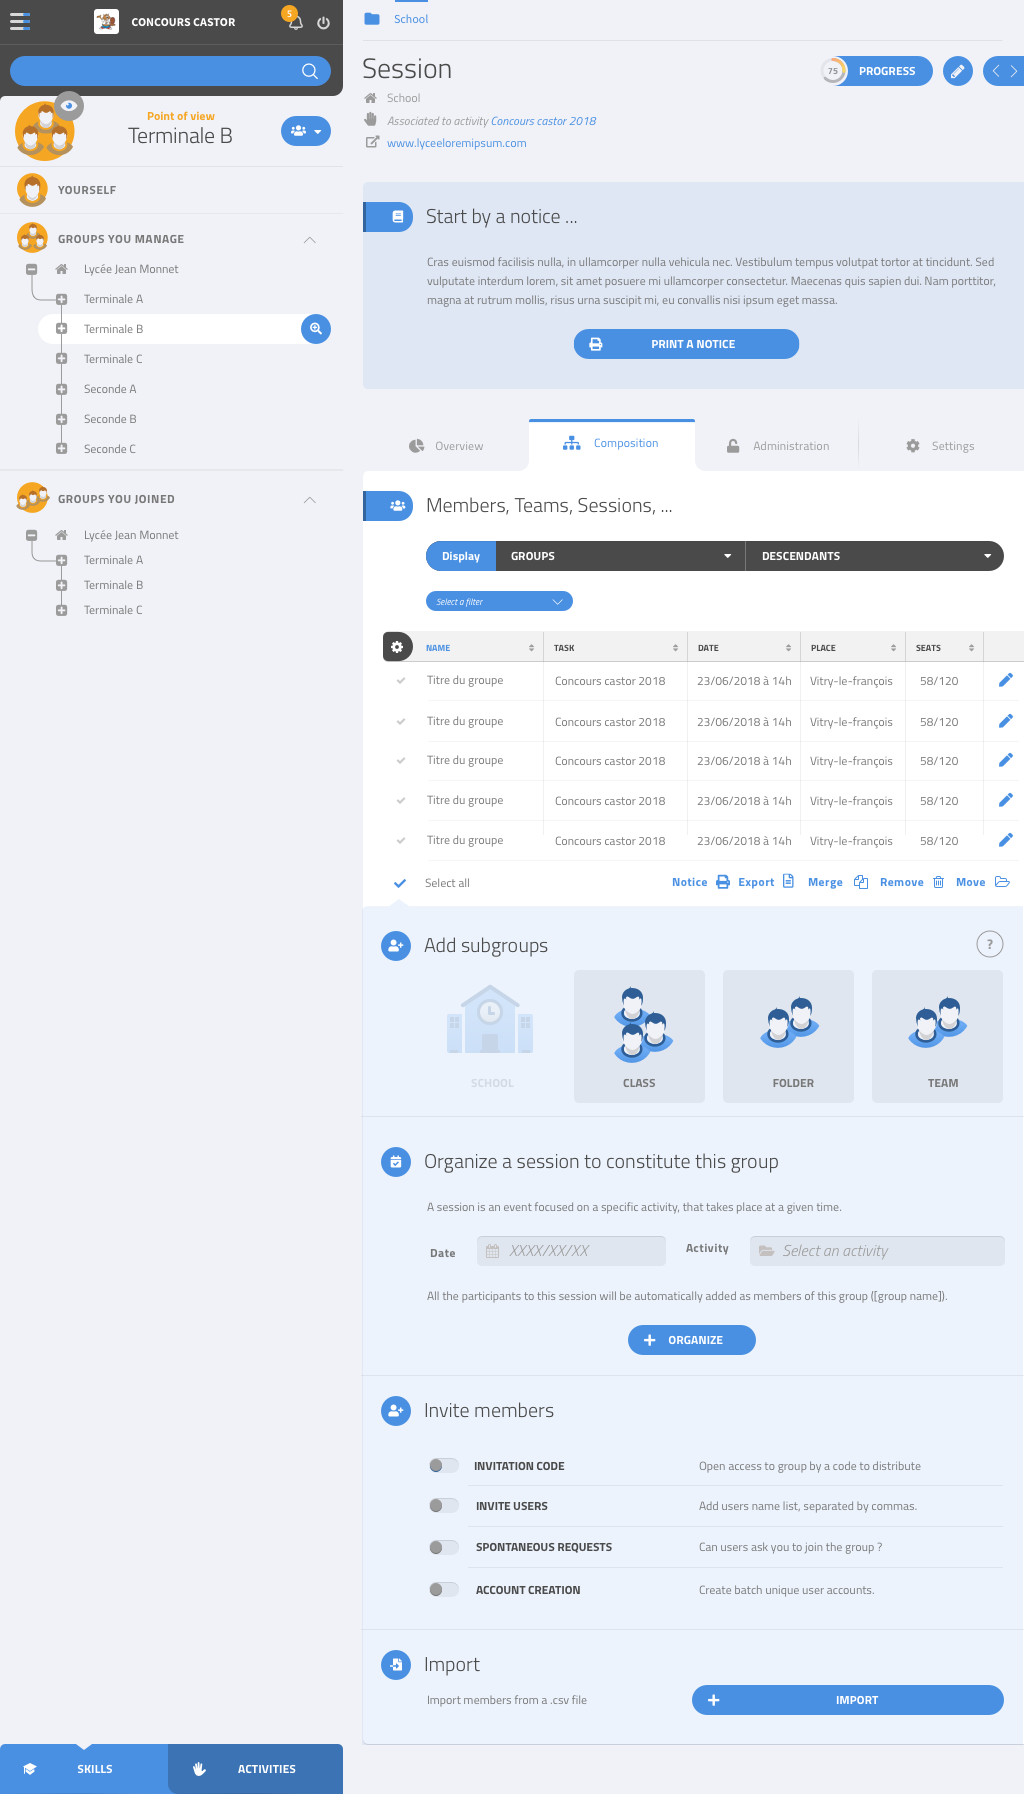 CONCOURS CASTOR
5
Point of view
Terminale B
YOURSELF
GROUPS YOU MANAGE
Lycée Jean Monnet
Terminale A
Terminale B
Terminale C
Seconde A
Seconde B
Seconde C
GROUPS YOU JOINED
Lycée Jean Monnet
Terminale A
Terminale B
Terminale C
SKILLS
ACTIVITIES
School
Session
75
PROGRESS
School
Associated to activity Concours castor 2018
www.lyceeloremipsum.com
Start by a notice ...
Cras euismod facilisis nulla, in ullamcorper nulla vehicula nec. Vestibulum tempus volutpat tortor at tincidunt. Sed
vulputate interdum lorem, sit amet posuere mi ullamcorper consectetur. Maecenas quis sapien dui. Nam porttitor,
magna at rutrum mollis, risus urna suscipit mi, eu convallis nisi ipsum eget massa.
PRINT A NOTICE
Overview
Composition
Administration
Settings
Members, Teams, Sessions, ...
Display GROUPS DESCENDANTS
Select a filter
NAME TASK DATE PLACE SEATS
Titre du groupe Concours castor 2018 23/06/2018 à 14h Vitry-le-françois 58/120
Titre du groupe Concours castor 2018 23/06/2018 à 14h Vitry-le-françois 58/120
Titre du groupe Concours castor 2018 23/06/2018 à 14h Vitry-le-françois 58/120
Titre du groupe Concours castor 2018 23/06/2018 à 14h Vitry-le-françois 58/120
Titre du groupe Concours castor 2018 23/06/2018 à 14h Vitry-le-françois 58/120
Select all Notice Export Merge Remove Move
Add subgroups
?
SCHOOL CLASS FOLDER TEAM
Organize a session to constitute this group
A session is an event focused on a specific activity, that takes place at a given time.
Date XXXX/XX/XX Activity Select an activity
All the participants to this session will be automatically added as members of this group ([group name]).
ORGANIZE
Invite members
INVITATION CODE Open access to group by a code to distribute
INVITE USERS Add users name list, separated by commas.
SPONTANEOUS REQUESTS Can users ask you to join the group ?
ACCOUNT CREATION Create batch unique user accounts.
Import
Import members from a .csv file
IMPORT